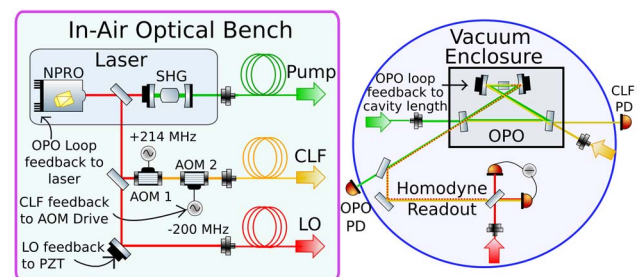 In-Air Optical Bench
Laser
NPRO
SHG
Pump
OPO Loop
feedback to
laser
+214 MHz
AOM 2
CLF
AOM 1
CLF feedback
to AOM Drive
-200 MHz
LO
LO feedback
to PZT
Vacuum
Enclosure
OPO loop
feedback
to cavity
length
CLF
PD
OPO
Homodyne
Readout
OPO
PD